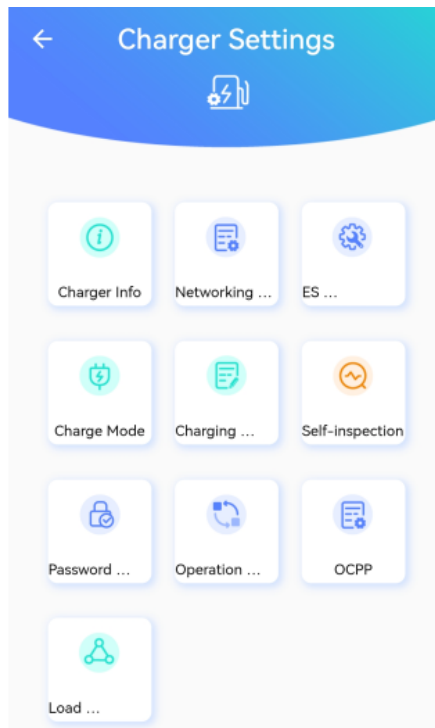 Charger Settings
Charger Info
Networking ...
ES ...
Charge Mode
Charging ...
Self-inspection
Password ...
Operation ...
OCPP
Load ...